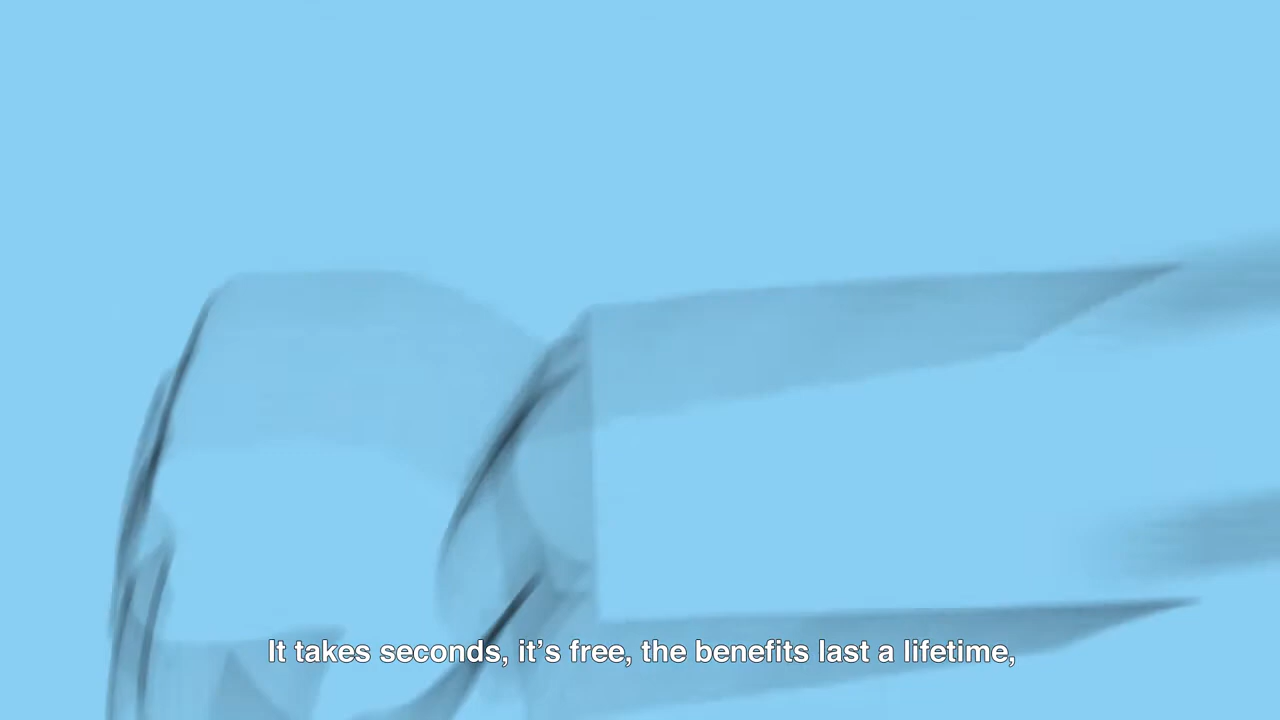 It takes seconds, it’s free, the benefits last a lifetime,